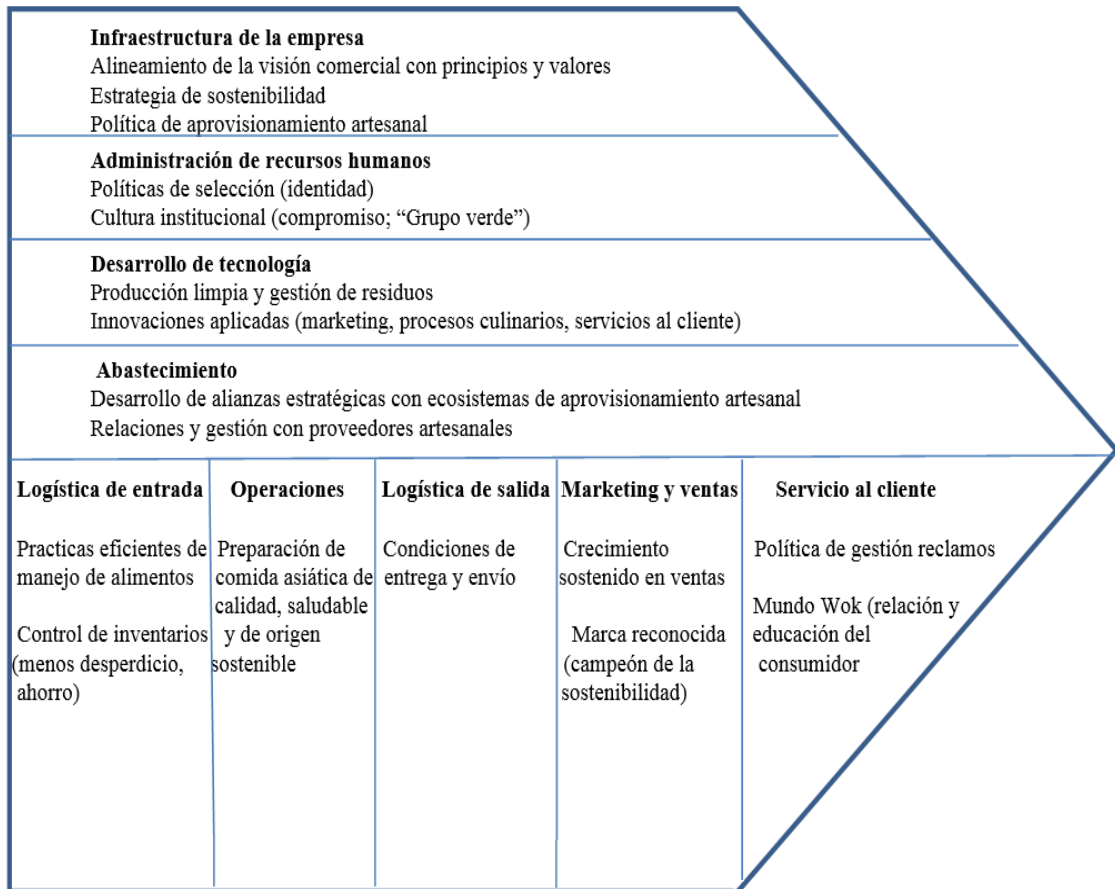 Infraestructura de la empresa
Alineamiento de la visión comercial con principios y valores
Estrategia de sostenibilidad
Política de aprovisionamiento artesanal
Administración de recursos humanos
Políticas de selección (identidad)
Cultura institucional (compromiso; “Grupo verde”)
Desarrollo de tecnología
Producción limpia y gestión de residuos
Innovaciones aplicadas (marketing, procesos culinarios, servicios al cliente)
Abastecimiento
Desarrollo de alianzas estratégicas con ecosistemas de aprovisionamiento artesanal
Relaciones y gestión con proveedores artesanales
Logística de entrada
Practicas eficientes de
manejo de alimentos
Control de inventarios
(menos desperdicio,
ahorro)
Operaciones
Preparación de
comida asiática de
calidad, saludable
y de origen
sostenible
Logística de salida
Condiciones de
entrega y envío
Marketing y ventas
Crecimiento
sostenido en ventas
Marca reconocida
(campeón de la
sostenibilidad)
Servicio al cliente
Política de gestión reclamos
Mundo Wok (relación y
educación del
consumidor